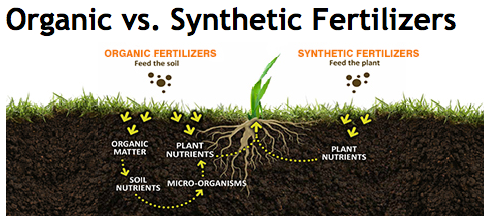 Organic vs. Synthetic Fertilizers
ORGANIC FERTILIZERS
Feed the soil
SYNTHETIC FERTILIZERS
Feed the plant
ORGANIC
MATTER
PLANT
NUTRIENTS
SOIL
NUTRIENTS
MICRO-ORGANISMS
PLANT
NUTRIENTS